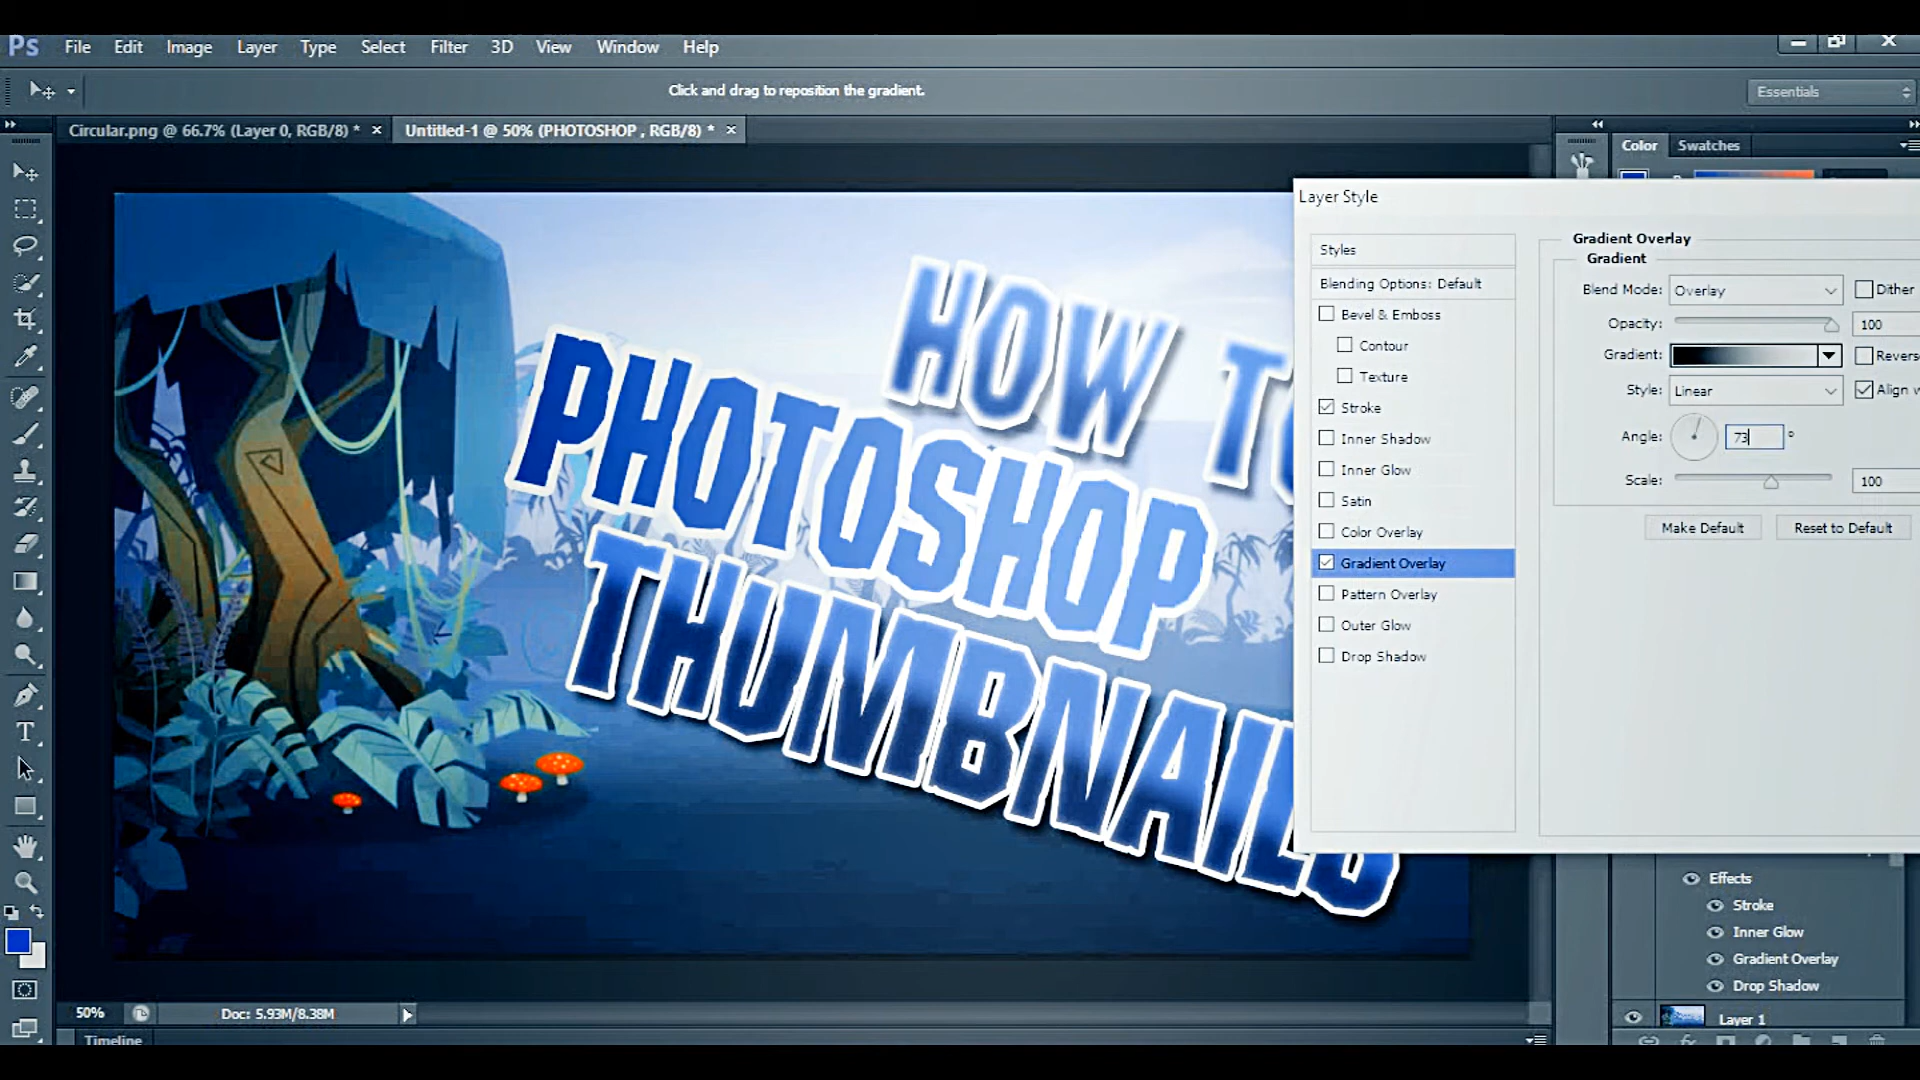 Ps File Edit Image Layer Type Select Filter 3D View Window Help
Click and drag to reposition the gradient.
Essentials
Circular.png @ 66.7% (Layer 0, RGB/8) * × Untitled-1 @ 50% (PHOTOSHOP , RGB/8) * ×
Color Swatches
HOW
PHOTOSHOP
THUMBNAILS
Layer Style
Styles
Blending Options: Default
Bevel & Emboss
Contour
Texture
Stroke
Inner Shadow
Inner Glow
Satin
Color Overlay
Gradient Overlay
Pattern Overlay
Outer Glow
Drop Shadow
Gradient Overlay
Gradient
Blend Mode: Overlay Dither
Opacity: 100
Gradient: Revers
Style: Linear Align
Angle: 73 °
Scale: 100
Make Default Reset to Default
Effects
Stroke
Inner Glow
Gradient Overlay
Drop Shadow
Layer 1
50% Doc: 5.93M/8.38M
Timeline